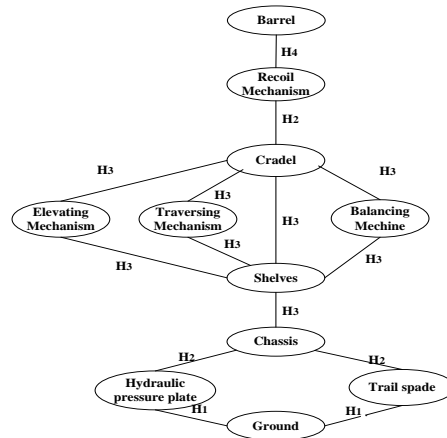 Barrel
H4
Recoil
Mechanism
H2
Cradel
H3
H3
H3
Elevating
Mechanism
Traversing
Mechanism
H3
Balancing
Mechine
H3
H3
H3
Shelves
H3
Chassis
H2
H2
Hydraulic
pressure plate
Trail spade
H1
H1
Ground